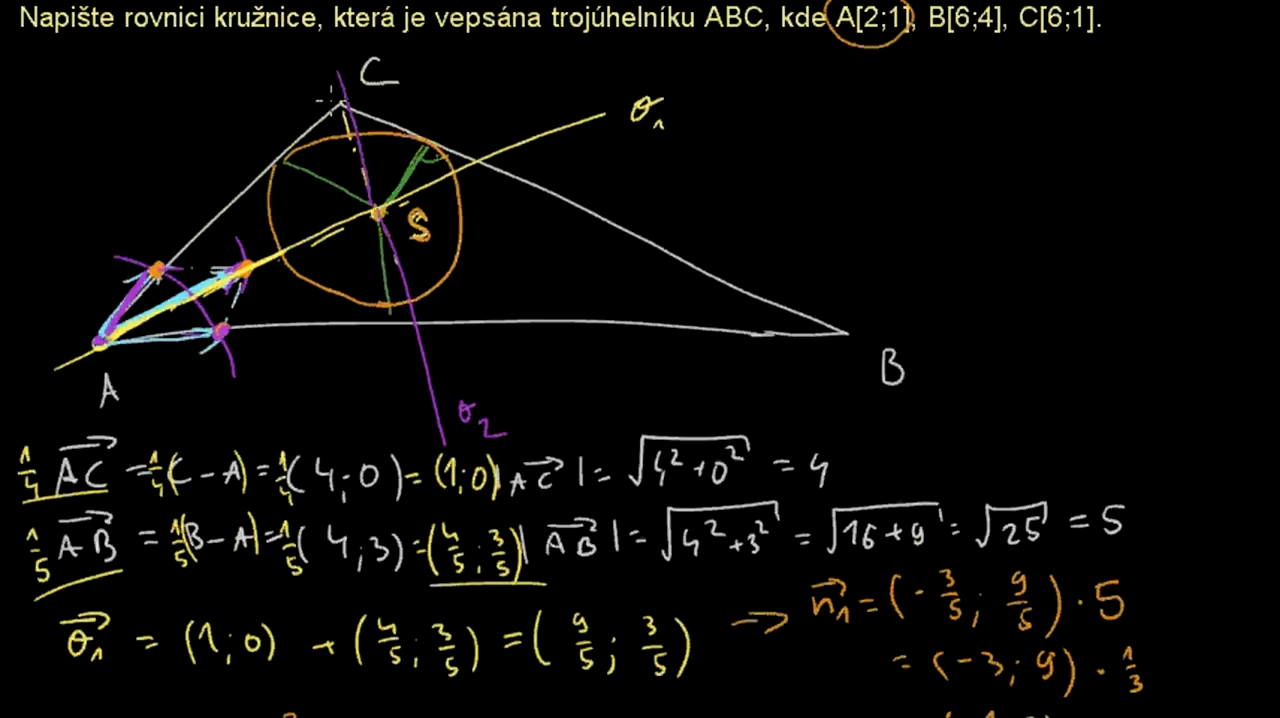 Napište rovnici kružnice, která je vepsána trojúhelníku ABC, kde A[2;1], B[6;4], C[6;1].
C
σ₁
S
A
B
σ₂
1/4 AC⃗ = 1/4(C - A) = 1/4(4;0) = (1;0) |AC⃗| = √(4² + 0²) = 4
1/5 AB⃗ = 1/5(B - A) = 1/5(4,3) = (4/5; 3/5) |AB⃗| = √(4² + 3²) = √(16 + 9) = √25 = 5
σ₁⃗ = (1;0) + (4/5; 3/5) = (9/5; 3/5) → n₁⃗ = (-3/5; 9/5) · 5
= (-3; 9) · 1/3